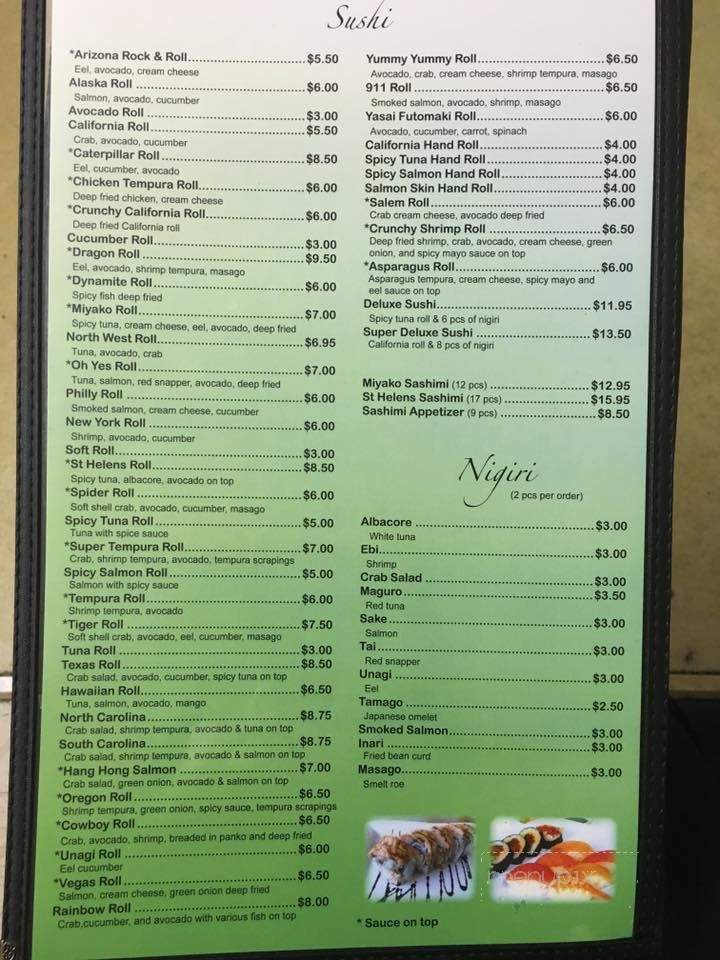 Sushi
*Arizona Rock & Roll..............................$5.50
Eel, avocado, cream cheese
Alaska Roll ..............................$6.00
Salmon, avocado, cucumber
Avocado Roll ..............................$3.00
California Roll..............................$5.50
Crab, avocado, cucumber
*Caterpillar Roll..............................$8.50
Eel, cucumber, avocado
*Chicken Tempura Roll..............................$6.00
Deep fried chicken, cream cheese
*Crunchy California Roll..............................$6.00
Deep fried California roll
Cucumber Roll..............................$3.00
*Dragon Roll..............................$9.50
Eel, avocado, shrimp tempura, masago
*Dynamite Roll..............................$6.00
Spicy fish deep fried
*Miyako Roll..............................$7.00
Spicy tuna, cream cheese, eel, avocado, deep fried
North West Roll..............................$6.95
Tuna, avocado, crab
*Oh Yes Roll..............................$7.00
Tuna, salmon, red snapper, avocado, deep fried
Philly Roll ..............................$6.00
Smoked salmon, cream cheese, cucumber
New York Roll ..............................$6.00
Shrimp, avocado, cucumber
Soft Roll..............................$3.00
*St Helens Roll..............................$8.50
Spicy tuna, albacore, avocado on top
*Spider Roll ..............................$6.00
Soft shell crab, avocado, cucumber, masago
Spicy Tuna Roll..............................$5.00
Tuna with spice sauce
*Super Tempura Roll..............................$7.00
Crab, shrimp tempura, avocado, tempura scrapings
Spicy Salmon Roll..............................$5.00
Salmon with spicy sauce
*Tempura Roll..............................$6.00
Shrimp tempura, avocado
*Tiger Roll ..............................$7.50
Soft shell crab, avocado, eel, cucumber, masago
Tuna Roll ..............................$3.00
Texas Roll..............................$8.50
Crab salad, avocado, cucumber, spicy tuna on top
Hawaiian Roll..............................$6.50
Tuna, salmon, avocado, mango
North Carolina..............................$8.75
Crab salad, shrimp tempura, avocado & tuna on top
South Carolina..............................$8.75
Crab salad, shrimp tempura, avocado & salmon on top
*Hang Hong Salmon ..............................$7.00
Crab salad, green onion, avocado & salmon on top
*Oregon Roll..............................$6.50
Shrimp tempura, green onion, spicy sauce, tempura scrapings
*Cowboy Roll..............................$6.50
Crab, avocado, shrimp, breaded in panko and deep fried
*Unagi Roll ..............................$6.00
Eel cucumber
*Vegas Roll..............................$6.50
Salmon, cream cheese, green onion deep fried
Rainbow Roll ..............................$8.00
Crab,cucumber, and avocado with various fish on top
Yummy Yummy Roll..............................$6.50
Avocado, crab, cream cheese, shrimp tempura, masago
911 Roll ..............................$6.50
Smoked salmon, avocado, shrimp, masago
Yasai Futomaki Roll..............................$6.00
Avocado, cucumber, carrot, spinach
California Hand Roll..............................$4.00
Spicy Tuna Hand Roll..............................$4.00
Spicy Salmon Hand Roll..............................$4.00
Salmon Skin Hand Roll..............................$4.00
*Salem Roll..............................$6.00
Crab cream cheese, avocado deep fried
*Crunchy Shrimp Roll ..............................$6.50
Deep fried shrimp, crab, avocado, cream cheese, green
onion, and spicy mayo sauce on top
*Asparagus Roll..............................$6.00
Asparagus tempura, cream cheese, spicy mayo and
eel sauce on top
Deluxe Sushi..............................$11.95
Spicy tuna roll & 6 pcs of nigiri
Super Deluxe Sushi ..............................$13.50
California roll & 8 pcs of nigiri
Miyako Sashimi (12 pcs) ..............................$12.95
St Helens Sashimi (17 pcs) ..............................$15.95
Sashimi Appetizer (9 pcs) ..............................$8.50
Nigiri
(2 pcs per order)
Albacore ..............................$3.00
White tuna
Ebi..............................$3.00
Shrimp
Crab Salad ..............................$3.00
Maguro..............................$3.50
Red tuna
Sake..............................$3.00
Salmon
Tai..............................$3.00
Red snapper
Unagi ..............................$3.00
Eel
Tamago ..............................$2.50
Japanese omelet
Smoked Salmon..............................$3.00
Inari ..............................$3.00
Fried bean curd
Masago..............................$3.00
Smelt roe
* Sauce on top